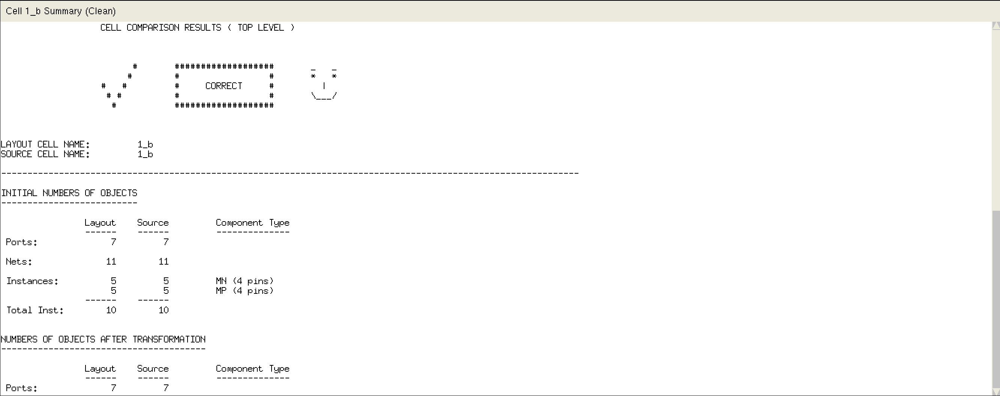 Cell 1_b Summary (Clean)
CELL COMPARISON RESULTS ( TOP LEVEL )
#       ###################       _   _
#        #                 #       *   *
#   #         #     CORRECT     #         |
# #          #                 #       \___/
#           ###################
LAYOUT CELL NAME:         1_b
SOURCE CELL NAME:         1_b
--------------------------------------------------------------------------------------------------------------
INITIAL NUMBERS OF OBJECTS
--------------------------
Layout    Source         Component Type
------    ------         --------------
Ports:              7         7
Nets:              11        11
Instances:          5         5         MN (4 pins)
5         5         MP (4 pins)
------    ------
Total Inst:        10        10
NUMBERS OF OBJECTS AFTER TRANSFORMATION
---------------------------------------
Layout    Source         Component Type
------    ------         --------------
Ports:              7         7